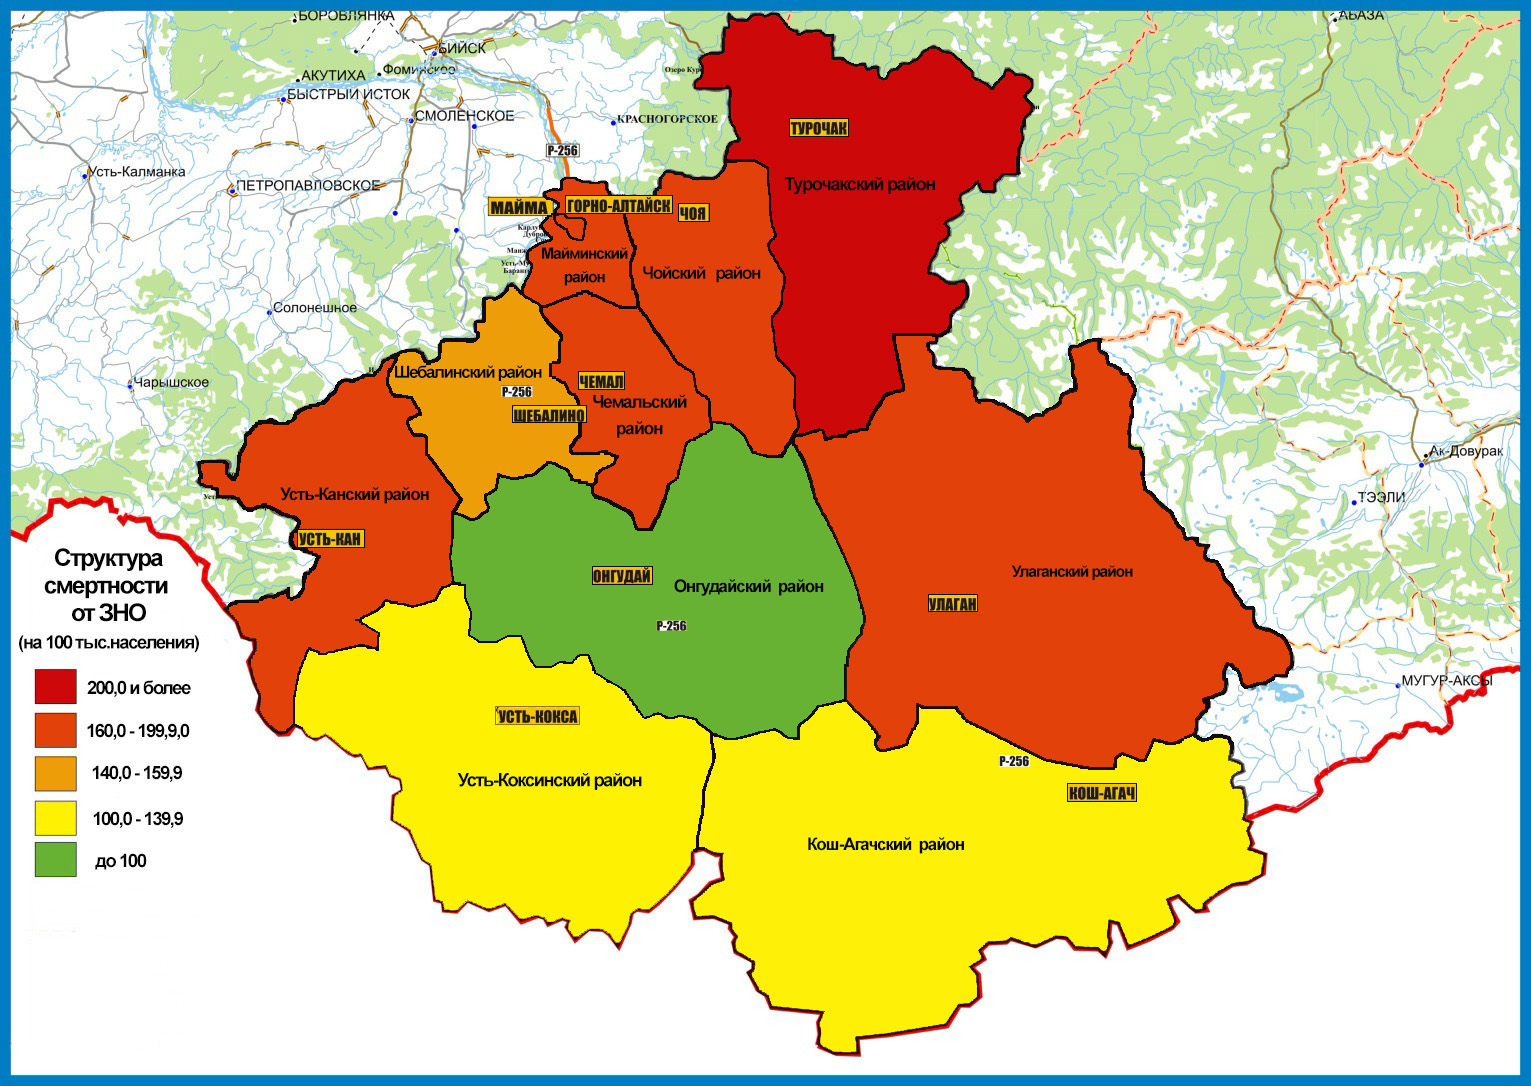 БОРОВЛЯНКА
АБАЗА
БИЙСК
АКУТИХА
Фоминское
Озеро Кур
БЫСТРЫЙ ИСТОК
СМОЛЕНСКОЕ
КРАСНОГОРСКОЕ
ТУРОЧАК
Р-256
Усть-Калманка
ПЕТРОПАВЛОВСКОЕ
Турочакский район
МАЙМА
ГОРНО-АЛТАЙСК
ЧОЯ
Майминский
район
Чойский район
Солонешное
Шебалинский район
Р-256
ЧЕМАЛ
Чарышское
ШЕБАЛИНО
Чемальский
район
Ак-Довурак
ТЭЭЛИ
Усть-Канский район
УСТЬ-КАН
Структура
смертности
от ЗНО
(на 100 тыс.населения)
200,0 и более
160,0 - 199,9,0
140,0 - 159,9
100,0 - 139,9
до 100
ОНГУДАЙ
Онгудайский район
Р-256
Улаганский район
УЛАГАН
МУГУР-АКСЫ
УСТЬ-КОКСА
Усть-Коксинский район
Р-256
КОШ-АГАЧ
Кош-Агачский район